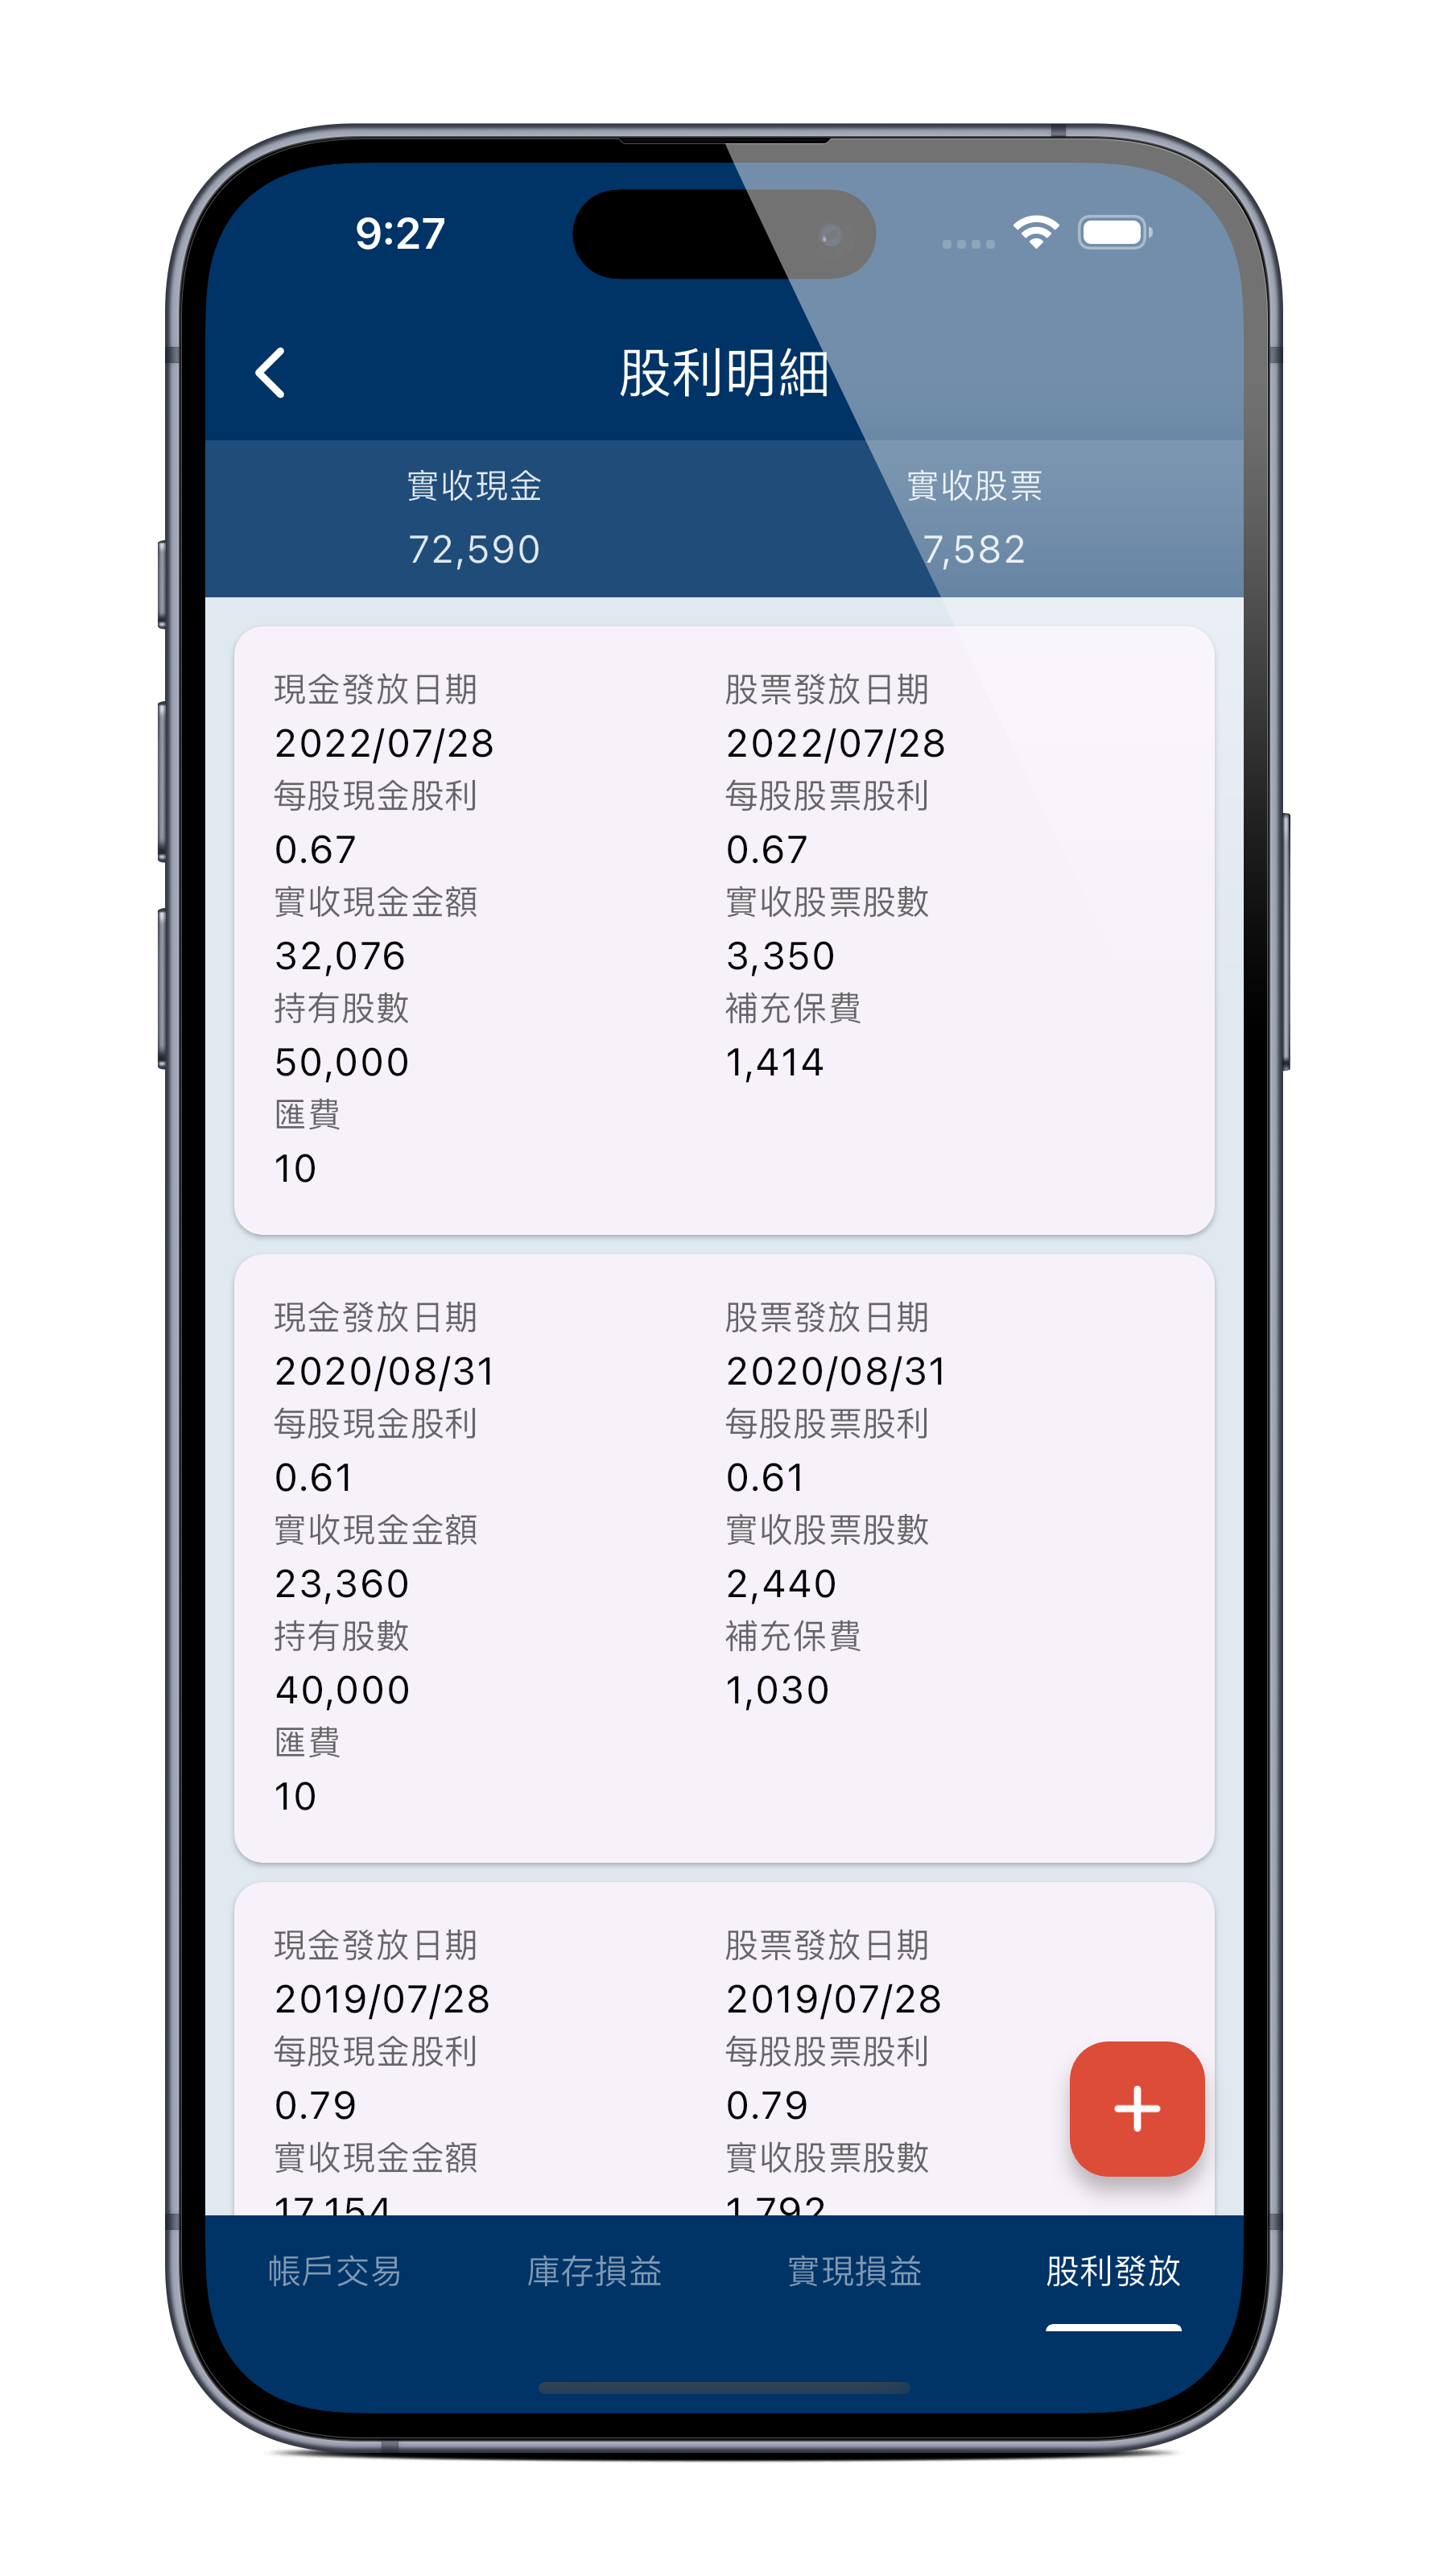 9:27
股利明細
實收現金 實收股票
72,590 7,582
現金發放日期 股票發放日期
2022/07/28 2022/07/28
每股現金股利 每股股票股利
0.67 0.67
實收現金金額 實收股票股數
32,076 3,350
持有股數 補充保費
50,000 1,414
匯費
10
現金發放日期 股票發放日期
2020/08/31 2020/08/31
每股現金股利 每股股票股利
0.61 0.61
實收現金金額 實收股票股數
23,360 2,440
持有股數 補充保費
40,000 1,030
匯費
10
現金發放日期 股票發放日期
2019/07/28 2019/07/28
每股現金股利 每股股票股利
0.79 0.79
實收現金金額 實收股票股數
17,154 1,792
帳戶交易 庫存損益 實現損益 股利發放